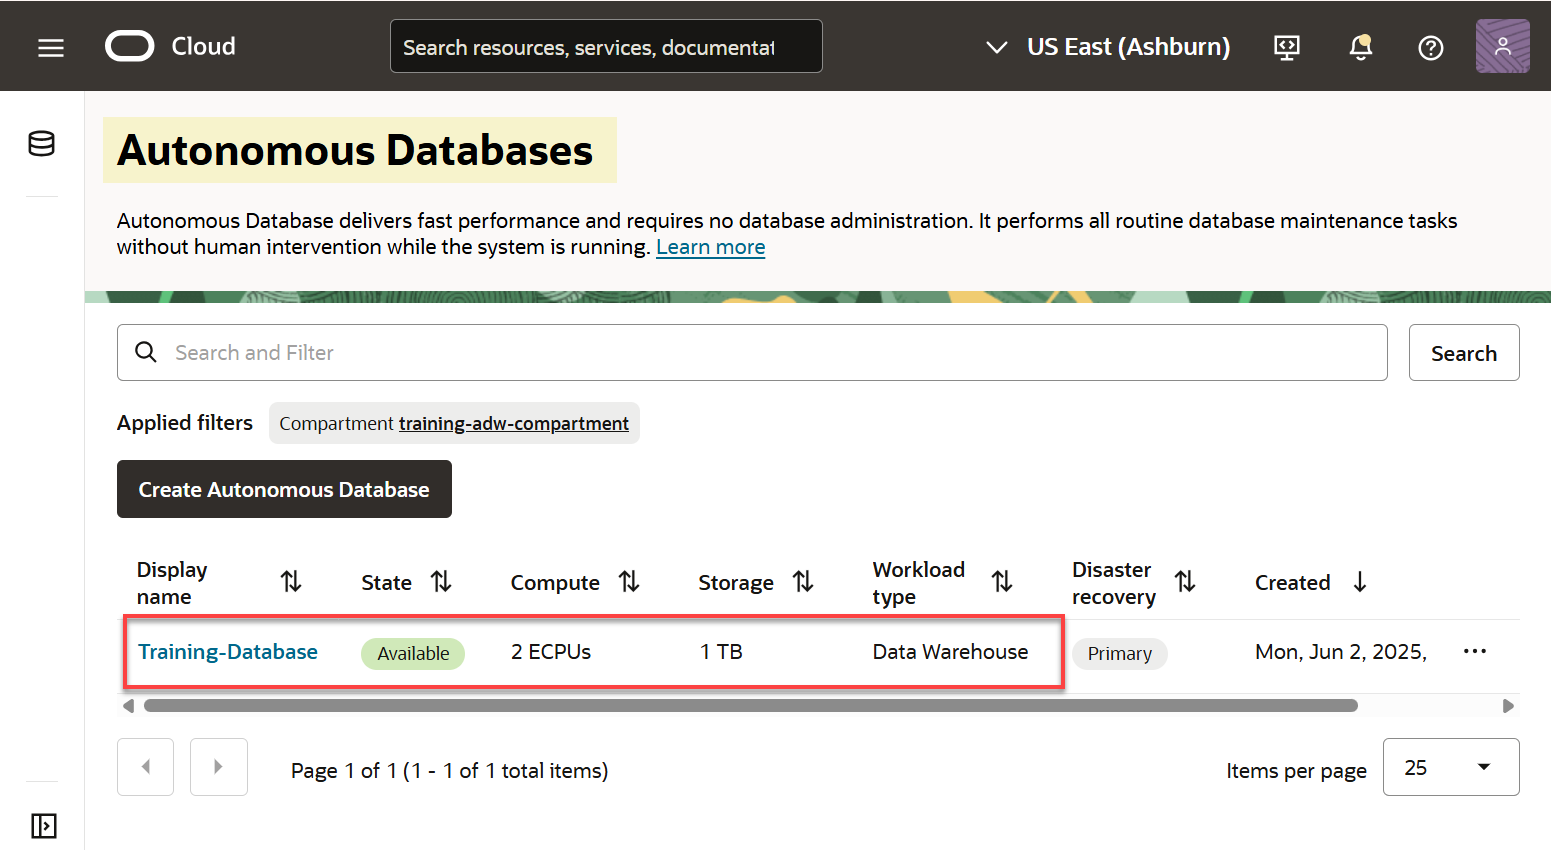 Cloud
Search resources, services, documentat
US East (Ashburn)
Autonomous Databases
Autonomous Database delivers fast performance and requires no database administration. It performs all routine database maintenance tasks
without human intervention while the system is running. Learn more
Search and Filter
Search
Applied filters
Compartment training-adw-compartment
Create Autonomous Database
Display name
State
Compute
Storage
Workload type
Disaster recovery
Created
Training-Database
Available
2 ECPUs
1 TB
Data Warehouse
Primary
Mon, Jun 2, 2025,
Page 1 of 1 (1 - 1 of 1 total items)
Items per page
25